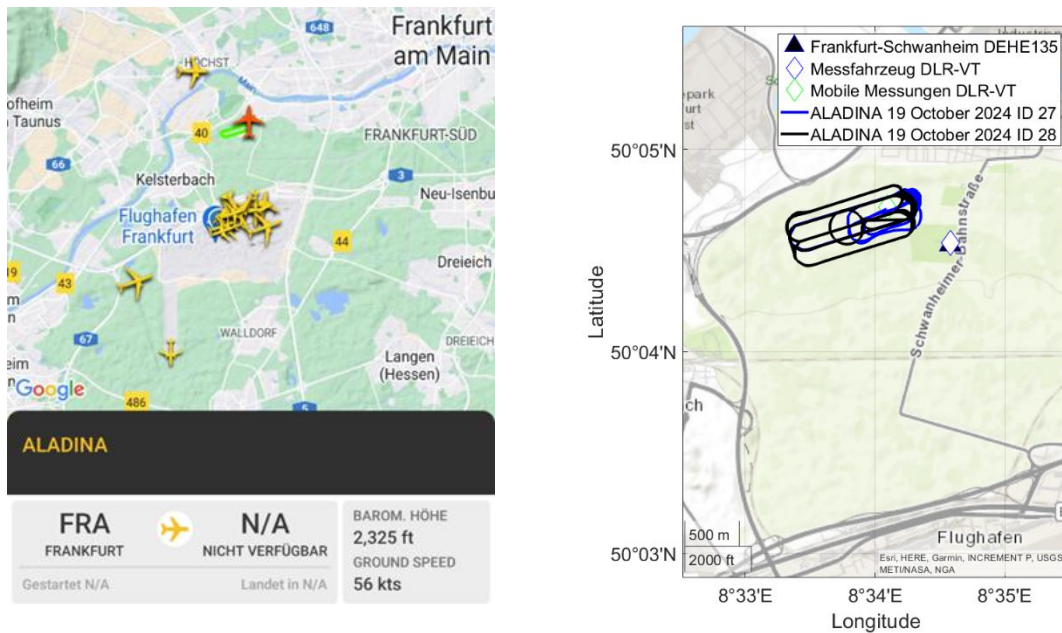 Frankfurt
am Main
648
HÖCHST
Main
ofheim
n Taunus
40
FRANKFURT-SÜD
66
Kelsterbach
3
Neu-Isenbu
Flughafen
Frankfurt
44
19
43
Dreieich
67
WALLDORF
DREIEICH
Langen
(Hessen)
eim
Google
486
5
ALADINA
FRA
FRANKFURT
N/A
NICHT VERFÜGBAR
Gestartet N/A
Landet in N/A
BAROM. HÖHE
2,325 ft
GROUND SPEED
56 kts
Frankfurt-Schwanheim DEHE135
Messfahrzeug DLR-VT
Mobile Messungen DLR-VT
ALADINA 19 October 2024 ID 27
ALADINA 19 October 2024 ID 28
epark
50°05'N
50°04'N
50°03'N
Latitude
Schwanheimer Bahnstraße
ch
500 m
2000 ft
Flughafen
Esri, HERE, Garmin, INCREMENT P, USGS
METI/NASA, NGA
8°33'E
8°34'E
8°35'E
Longitude